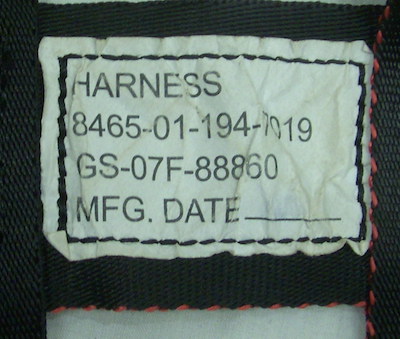 HARNESS
8465-01-194-7019
GS-07F-88860
MFG. DATE